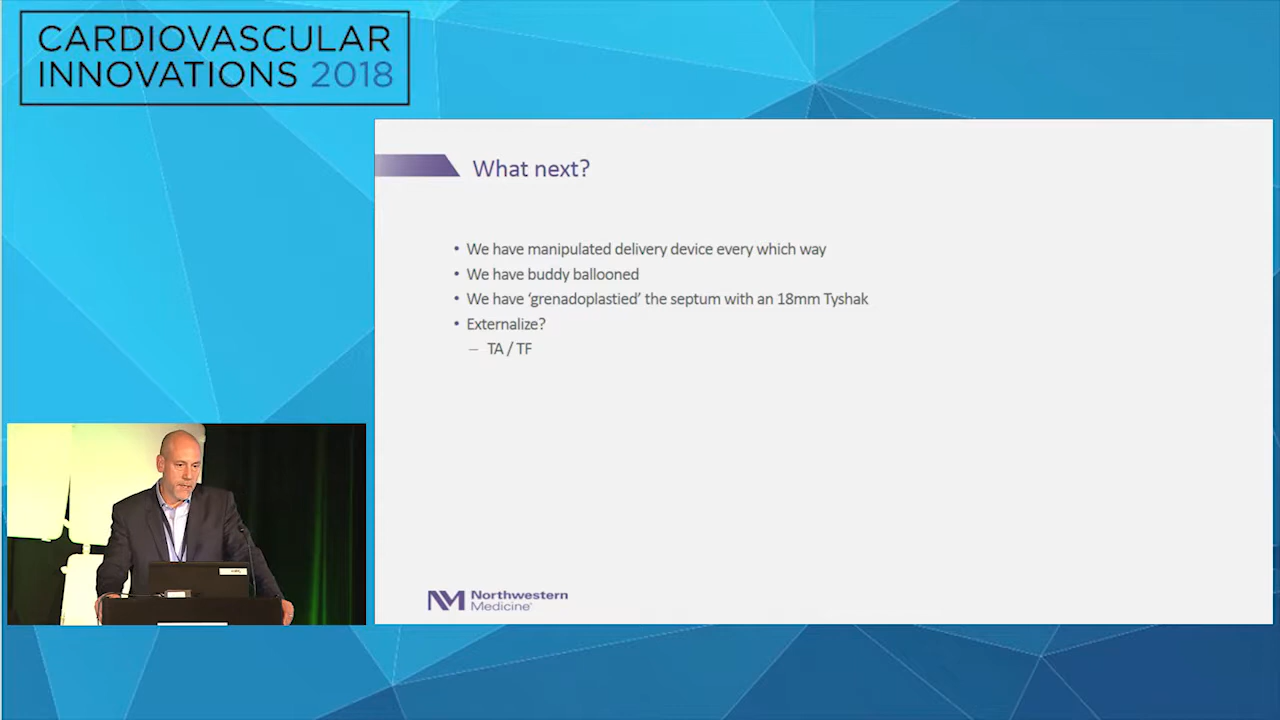 CARDIOVASCULAR
INNOVATIONS 2018
What next?
• We have manipulated delivery device every which way
• We have buddy ballooned
• We have ‘grenadoplastied’ the septum with an 18mm Tyshak
• Externalize?
– TA / TF
NM Northwestern
Medicine®